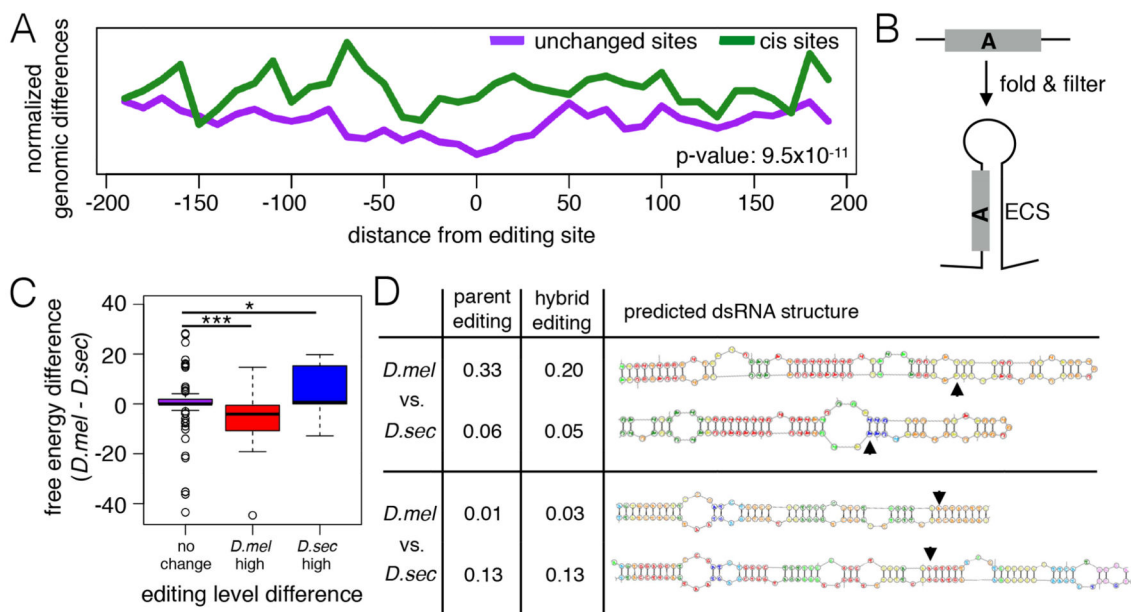 A
normalized
genomic differences
unchanged sites
cis sites
p-value: 9.5x10⁻¹¹
-200 -150 -100 -50 0 50 100 150 200
distance from editing site
B
A
fold & filter
A
ECS
C
free energy difference
(D.mel - D.sec)
40
20
0
-20
-40
*
***
no
change
D.mel
high
D.sec
high
editing level difference
D
parent
editing
hybrid
editing
predicted dsRNA structure
D.mel 0.33 0.20
vs.
D.sec 0.06 0.05
D.mel 0.01 0.03
vs.
D.sec 0.13 0.13